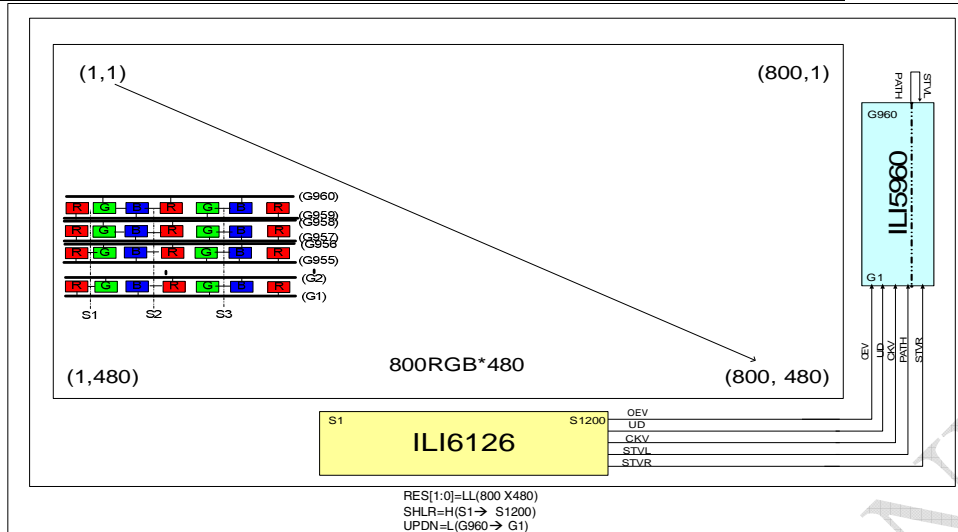 (1,1)
(800,1)
PATH
STVL
G960
ILI5960
G1
(G960)
R G B R G B R
(G959)
(G958)
R G B R G B R
(G957)
(G956
R G B R G B R
(G955)
(G2)
R G B R G B R
(G1)
S1 S2 S3
OEV
UD
CKV
PATH
STVR
800RGB*480
(1,480)
(800, 480)
S1
S1200
ILI6126
OEV
UD
CKV
STVL
STVR
RES[1:0]=LL(800 X480)
SHLR=H(S1→ S1200)
UPDN=L(G960→ G1)